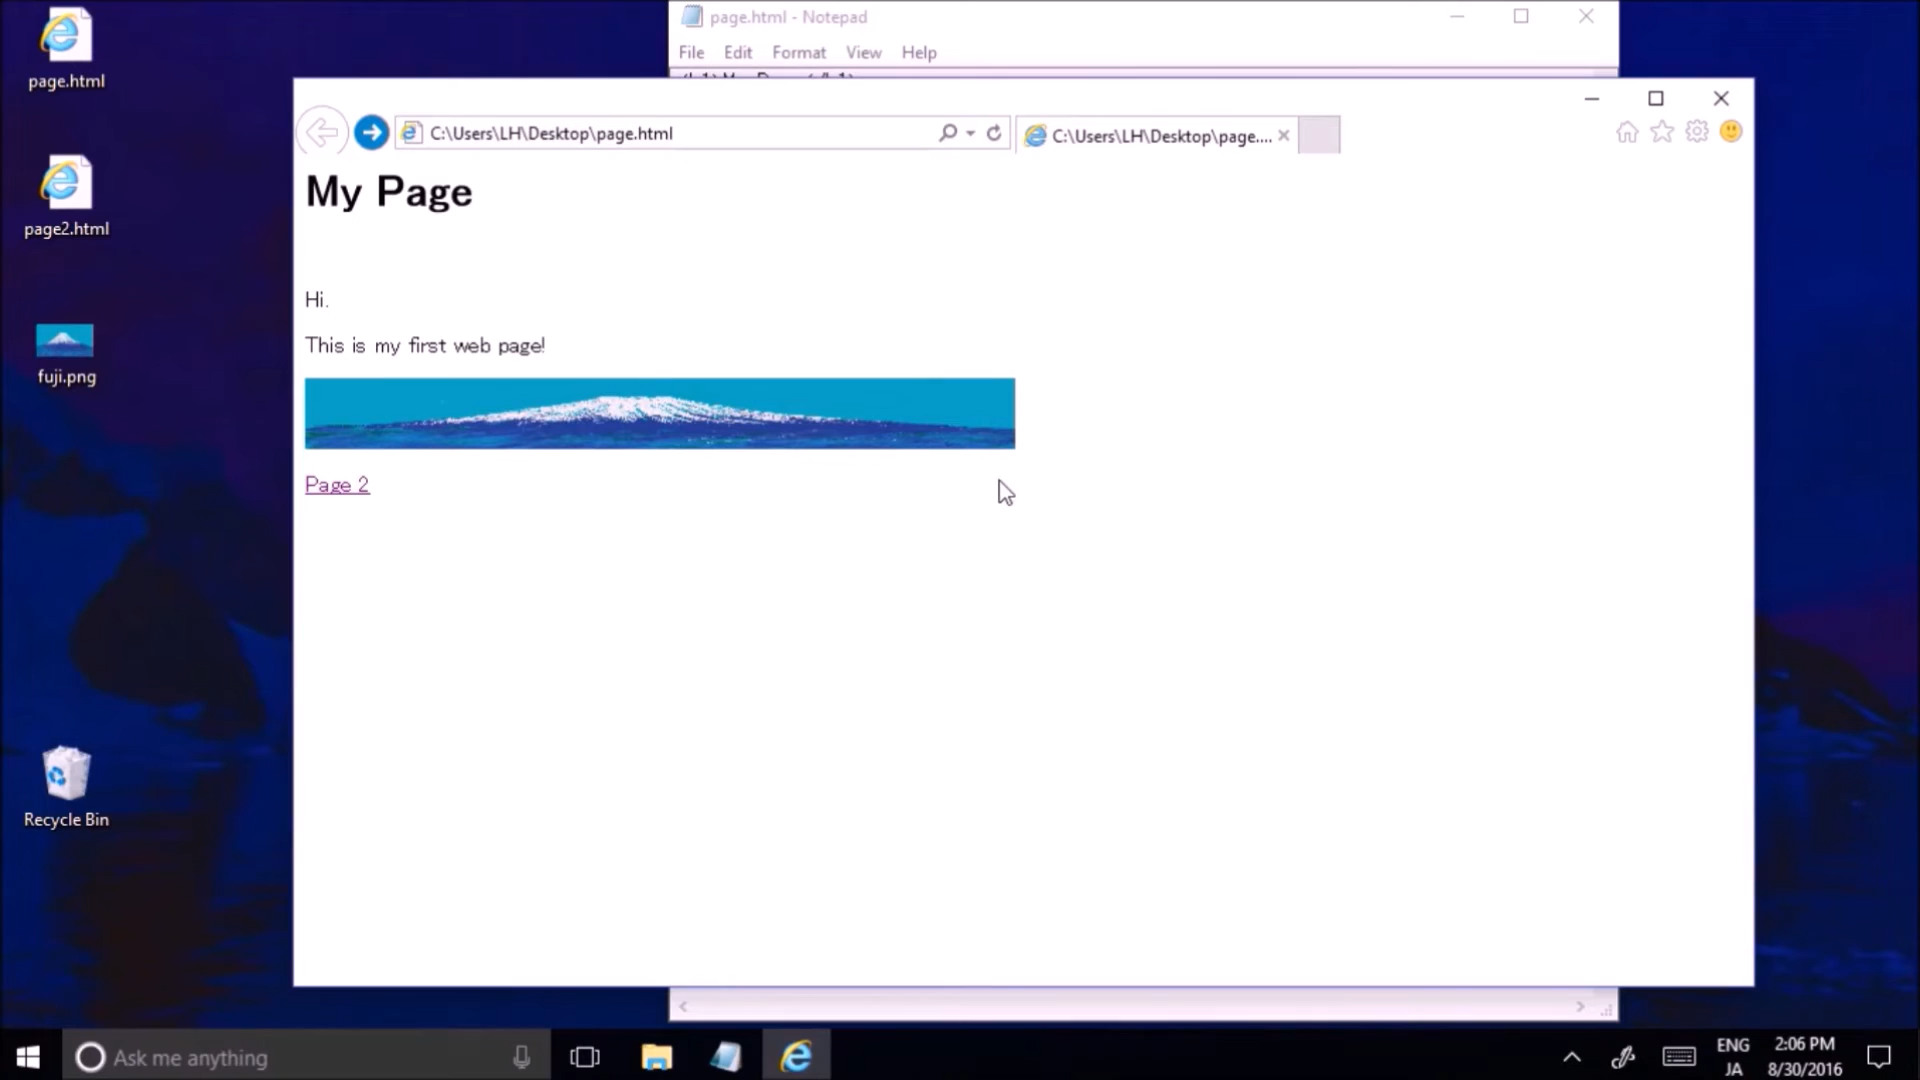 page.html
page2.html
fuji.png
Recycle Bin
page.html - Notepad
File Edit Format View Help
C:\Users\LH\Desktop\page.html
C:\Users\LH\Desktop\page....
My Page
Hi.
This is my first web page!
Page 2
Ask me anything
ENG
JA
2:06 PM
8/30/2016